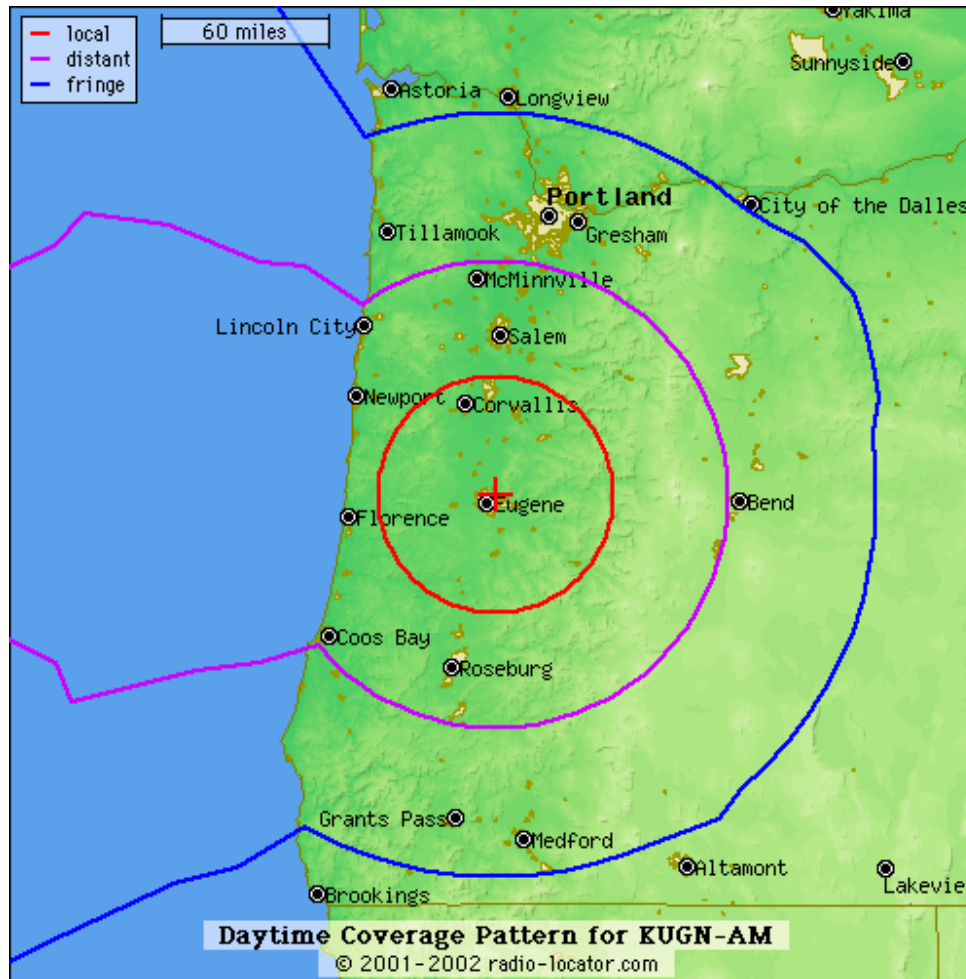 local
distant
fringe
60 miles
Yakima
Sunnyside
Astoria
Longview
Portland
City of the Dalles
Tillamook
Gresham
McMinnville
Lincoln City
Salem
Newport
Corvallis
Eugene
Bend
Florence
Coos Bay
Roseburg
Grants Pass
Medford
Altamont
Lakevie
Brookings
Daytime Coverage Pattern for KUGN-AM
© 2001-2002 radio-locator.com